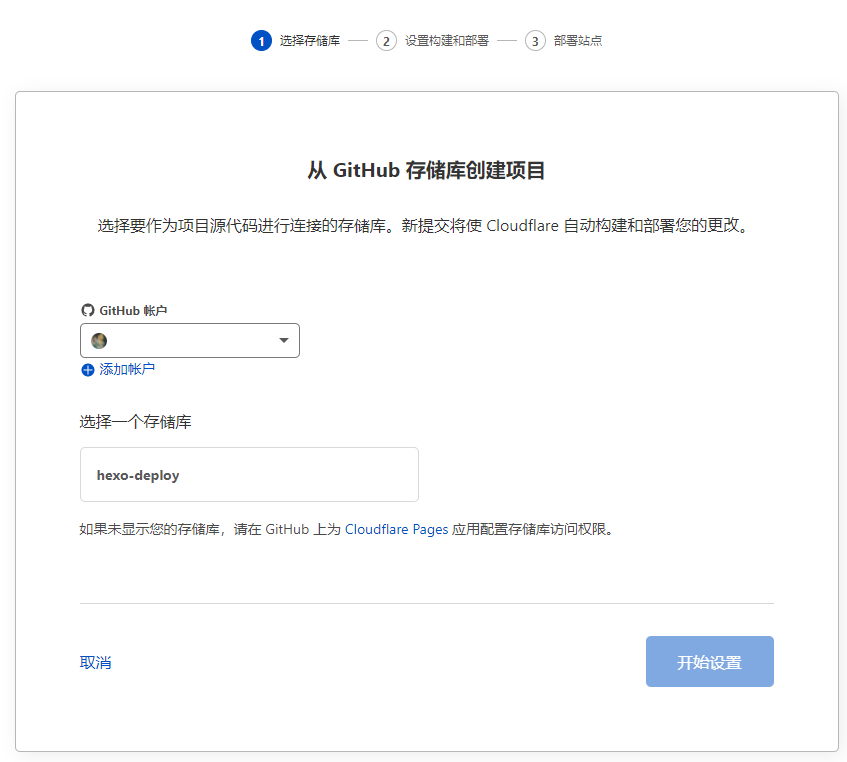 1 选择存储库 2 设置构建和部署 3 部署站点
从 GitHub 存储库创建项目
选择要作为项目源代码进行连接的存储库。新提交将使 Cloudflare 自动构建和部署您的更改。
GitHub 帐户
添加帐户
选择一个存储库
hexo-deploy
如果未显示您的存储库，请在 GitHub 上为 Cloudflare Pages 应用配置存储库访问权限。
取消
开始设置